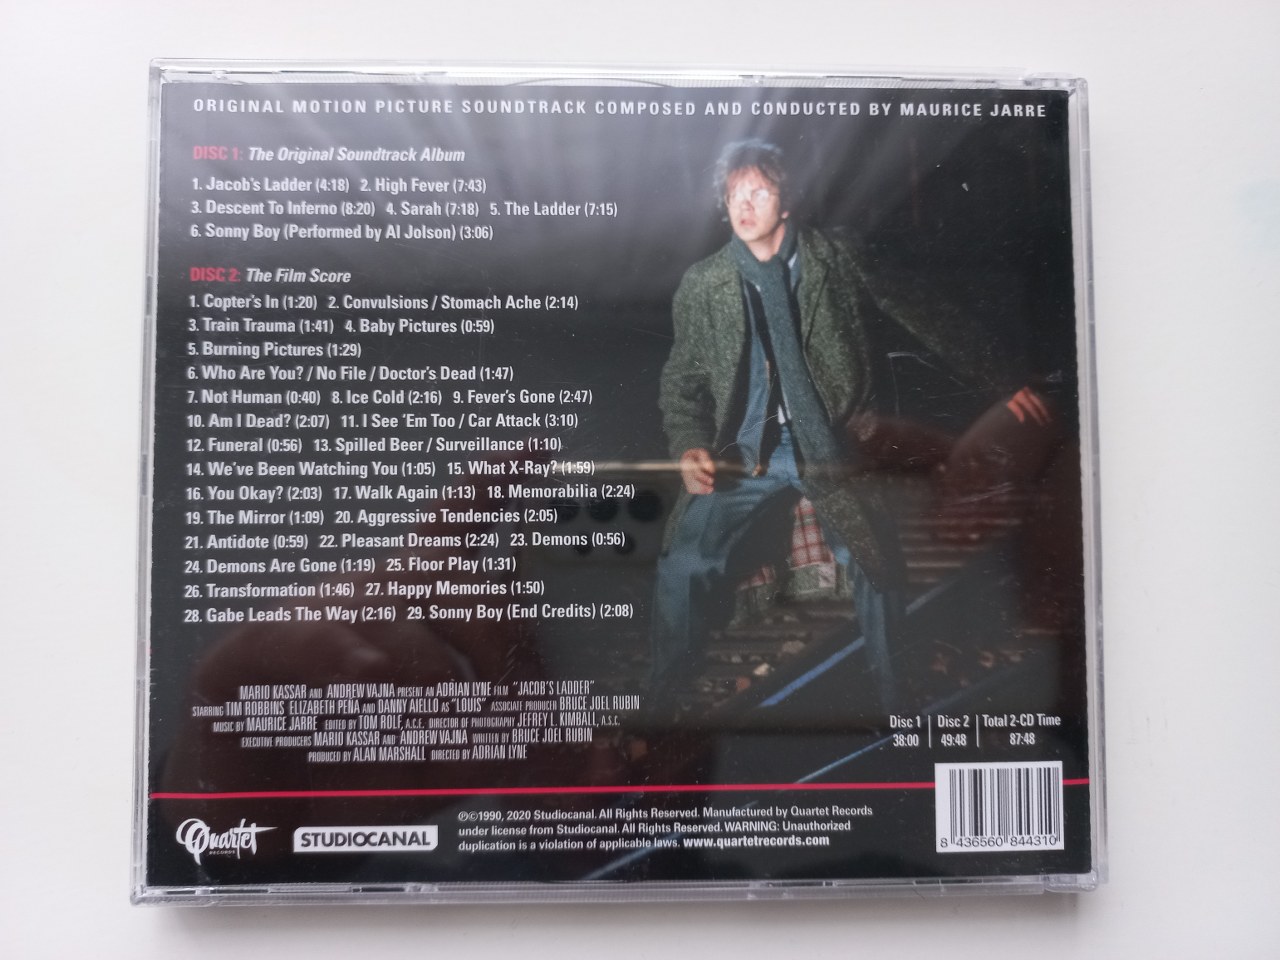 ORIGINAL MOTION PICTURE SOUNDTRACK COMPOSED AND CONDUCTED BY MAURICE JARRE
DISC 1: The Original Soundtrack Album
1. Jacob's Ladder (4:18) 2. High Fever (7:43)
3. Descent To Inferno (8:20) 4. Sarah (7:18) 5. The Ladder (7:15)
6. Sonny Boy (Performed by Al Jolson) (3:06)
DISC 2: The Film Score
1. Copter's In (1:20) 2. Convulsions / Stomach Ache (2:14)
3. Train Trauma (1:41) 4. Baby Pictures (0:59)
5. Burning Pictures (1:29)
6. Who Are You? / No File / Doctor's Dead (1:47)
7. Not Human (0:40) 8. Ice Cold (2:16) 9. Fever's Gone (2:47)
10. Am I Dead? (2:07) 11. I See 'Em Too / Car Attack (3:10)
12. Funeral (0:56) 13. Spilled Beer / Surveillance (1:10)
14. We've Been Watching You (1:05) 15. What X-Ray? (1:59)
16. You Okay? (2:03) 17. Walk Again (1:13) 18. Memorabilia (2:24)
19. The Mirror (1:09) 20. Aggressive Tendencies (2:05)
21. Antidote (0:59) 22. Pleasant Dreams (2:24) 23. Demons (0:56)
24. Demons Are Gone (1:19) 25. Floor Play (1:31)
26. Transformation (1:46) 27. Happy Memories (1:50)
28. Gabe Leads The Way (2:16) 29. Sonny Boy (End Credits) (2:08)
MARIO KASSAR AND ANDREW VAJNA PRESENT AN ADRIAN LYNE FILM "JACOB'S LADDER"
STARRING TIM ROBBINS ELIZABETH PEÑA AND DANNY AIELLO AS "LOUIS" ASSOCIATE PRODUCER BRUCE JOEL RUBIN
MUSIC BY MAURICE JARRE EDITED BY TOM ROLF, A.C.E. DIRECTOR OF PHOTOGRAPHY JEFFREY L. KIMBALL, A.S.C.
EXECUTIVE PRODUCERS MARIO KASSAR AND ANDREW VAJNA WRITTEN BY BRUCE JOEL RUBIN
PRODUCED BY ALAN MARSHALL DIRECTED BY ADRIAN LYNE
Disc 1 | Disc 2 | Total 2-CD Time
38:00 | 49:48 | 87:48
Quartet
RECORDS
STUDIOCANAL
℗©1990, 2020 Studiocanal. All Rights Reserved. Manufactured by Quartet Records
under license from Studiocanal. All Rights Reserved. WARNING: Unauthorized
duplication is a violation of applicable laws. www.quartetrecords.com
8 436560 844310